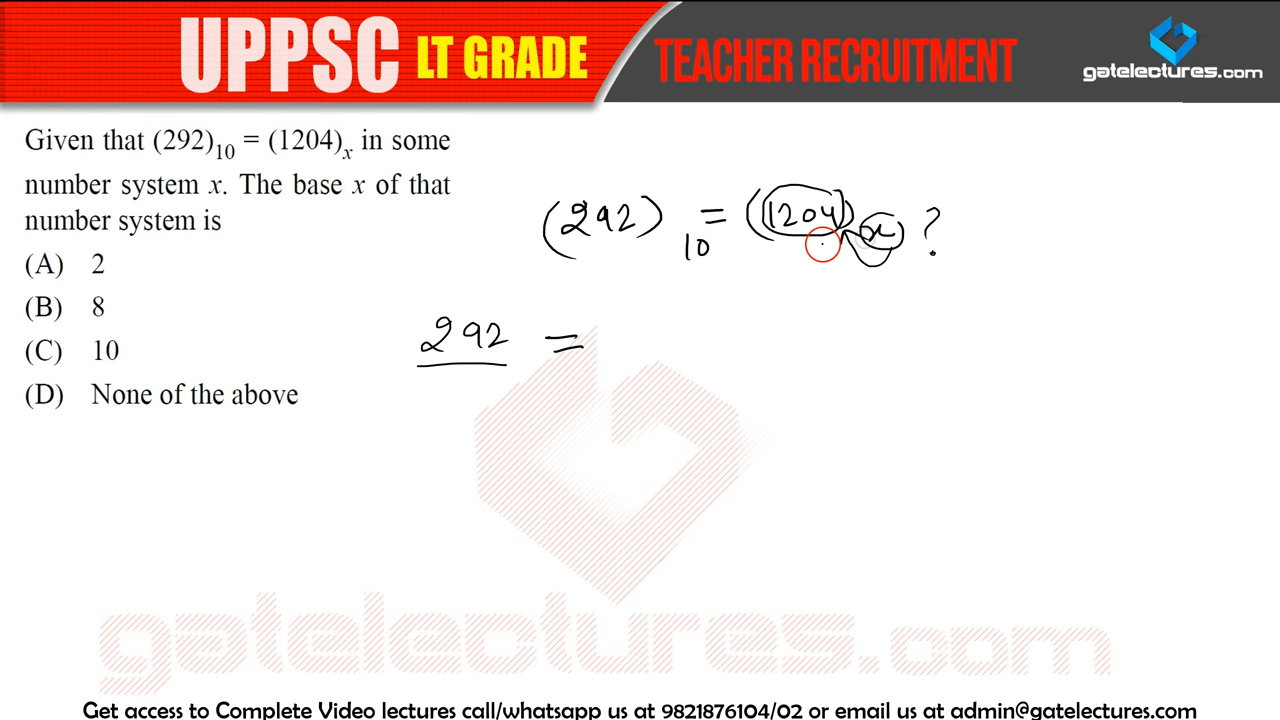 UPPSC LT GRADE TEACHER RECRUITMENT
gatelectures.com
Given that (292)10 = (1204)x in some
number system x. The base x of that
number system is
(A) 2
(B) 8
(C) 10
(D) None of the above
(292)10 = (1204)x ?
292 =
gatelectures.com
Get access to Complete Video lectures call/whatsapp us at 9821876104/02 or email us at admin@gatelectures.com